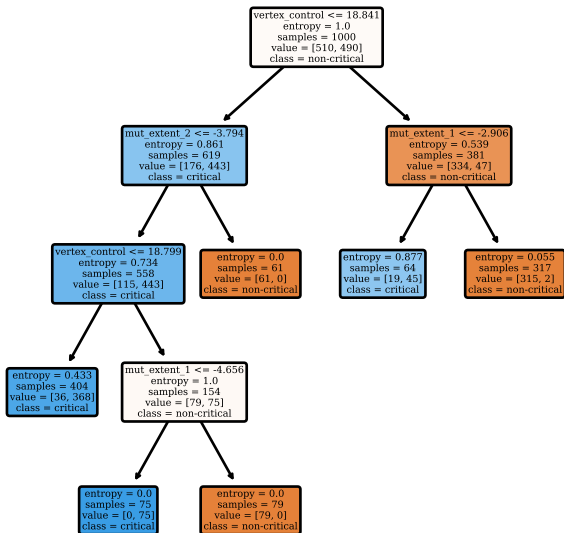 vertex_control <= 18.841
entropy = 1.0
samples = 1000
value = [510, 490]
class = non-critical
mut_extent_2 <= -3.794
entropy = 0.861
samples = 619
value = [176, 443]
class = critical
mut_extent_1 <= -2.906
entropy = 0.539
samples = 381
value = [334, 47]
class = non-critical
vertex_control <= 18.799
entropy = 0.734
samples = 558
value = [115, 443]
class = critical
entropy = 0.0
samples = 61
value = [61, 0]
class = non-critical
entropy = 0.877
samples = 64
value = [19, 45]
class = critical
entropy = 0.055
samples = 317
value = [315, 2]
class = non-critical
entropy = 0.433
samples = 404
value = [36, 368]
class = critical
mut_extent_1 <= -4.656
entropy = 1.0
samples = 154
value = [79, 75]
class = non-critical
entropy = 0.0
samples = 75
value = [0, 75]
class = critical
entropy = 0.0
samples = 79
value = [79, 0]
class = non-critical